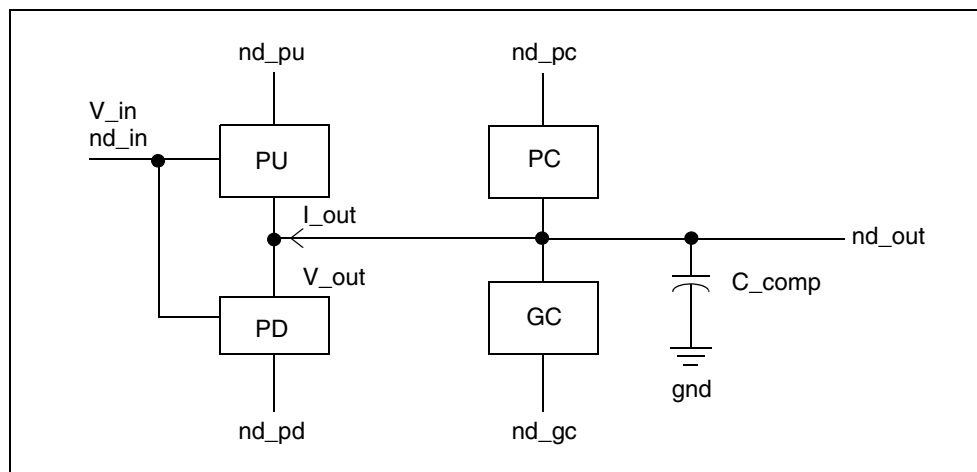 nd_pu
nd_pc
V_in
nd_in
PU
PC
I_out
nd_out
V_out
C_comp
PD
GC
gnd
nd_pd
nd_gc